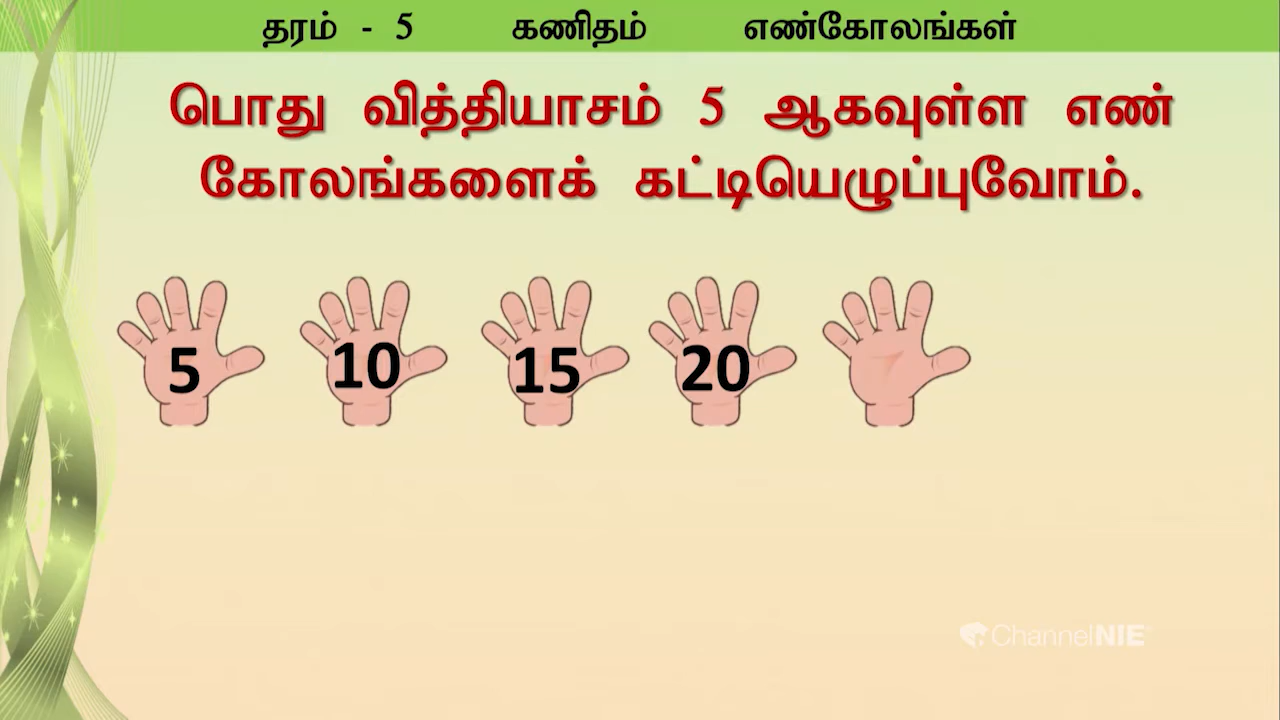 தரம் - 5 கணிதம் எண்கோலங்கள்
பொது வித்தியாசம் 5 ஆகவுள்ள எண்
கோலங்களைக் கட்டியெழுப்புவோம்.
5 10 15 20
ChannelNIE